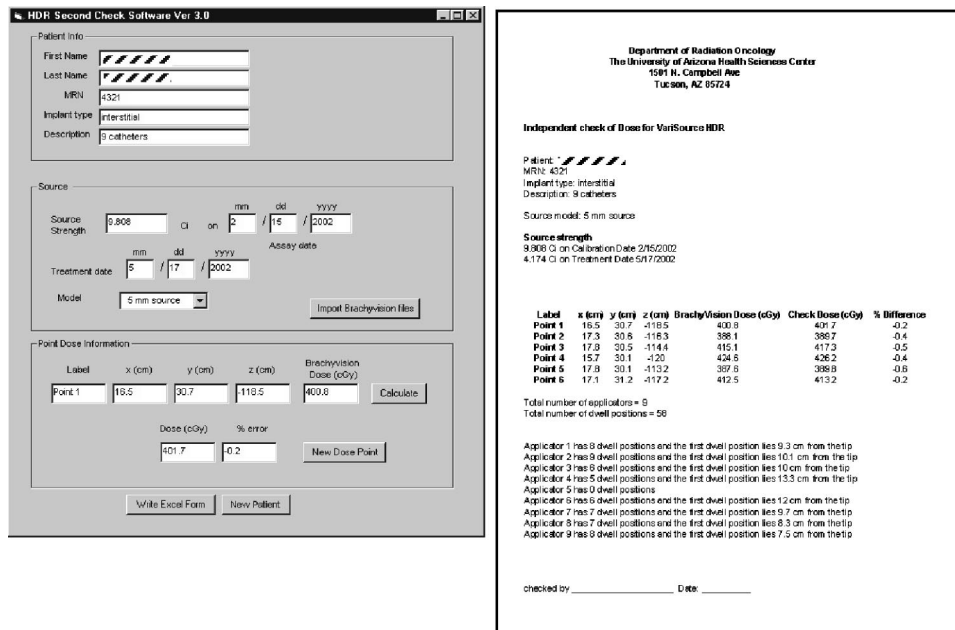 HDR Second Check Software Ver 3.0
Patient Info
First Name
Last Name
MRN 4321
Implant type interstitial
Description 9 catheters
Source
mm dd yyyy
Source Strength 9.808 Ci on 2 / 15 / 2002
Assay date
mm dd yyyy
Treatment date 5 / 17 / 2002
Model 5 mm source
Import Brachyvision files
Point Dose Information
Label x (cm) y (cm) z (cm) Brachyvision Dose (cGy)
Point 1 16.5 30.7 -118.5 400.8 Calculate
Dose (cGy) % error
401.7 -0.2 New Dose Point
Write Excel Form New Patient
Department of Radiation Oncology
The University of Arizona Health Sciences Center
1501 N. Campbell Ave
Tucson, AZ 85724
Independent check of Dose for VariSource HDR
Patient:
MRN: 4321
Implant type: interstitial
Description: 9 catheters
Source model: 5 mm source
Source strength
9.808 Ci on Calibration Date 2/15/2002
4.174 Ci on Treatment Date 5/17/2002
Label x (cm) y (cm) z (cm) BrachyVision Dose (cGy) Check Dose (cGy) % Difference
Point 1 16.5 30.7 -118.5 400.8 401.7 -0.2
Point 2 17.3 30.6 -116.3 388.1 389.7 -0.4
Point 3 17.8 30.5 -114.4 415.1 417.3 -0.5
Point 4 15.7 30.1 -120 424.6 426.2 -0.4
Point 5 17.8 30.1 -113.2 387.6 389.8 -0.6
Point 6 17.1 31.2 -117.2 412.5 413.2 -0.2
Total number of applicators = 9
Total number of dwell positions = 56
Applicator 1 has 8 dwell positions and the first dwell position lies 9.3 cm from the tip
Applicator 2 has 9 dwell positions and the first dwell position lies 10.1 cm from the tip
Applicator 3 has 6 dwell positions and the first dwell position lies 10 cm from the tip
Applicator 4 has 5 dwell positions and the first dwell position lies 13.3 cm from the tip
Applicator 5 has 0 dwell positions
Applicator 6 has 6 dwell positions and the first dwell position lies 12 cm from the tip
Applicator 7 has 7 dwell positions and the first dwell position lies 9.7 cm from the tip
Applicator 8 has 7 dwell positions and the first dwell position lies 8.3 cm from the tip
Applicator 9 has 8 dwell positions and the first dwell position lies 7.5 cm from the tip
checked by Date: